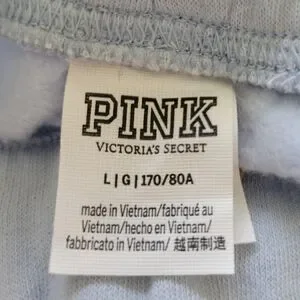 PINK
VICTORIA'S SECRET
L | G | 170/80A
made in Vietnam/fabriqué au
Vietnam/hecho en Vietnam/
fabbricato in Vietnam/ 越南制造